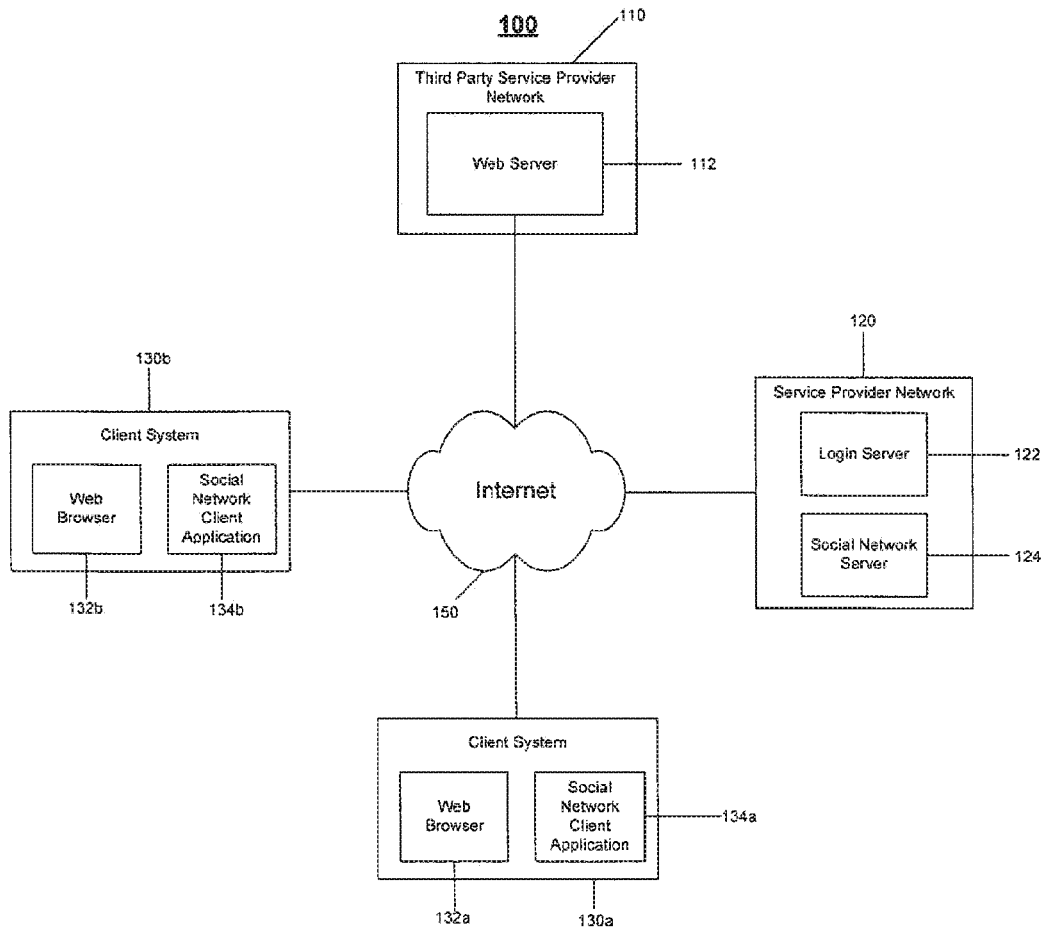 100
110
Third Party Service Provider
Network
Web Server
112
120
Service Provider Network
Login Server
122
Social Network
Server
124
130b
Client System
Web
Browser
Social
Network
Client
Application
132b
134b
Internet
150
Client System
Web
Browser
Social
Network
Client
Application
134a
132a
130a